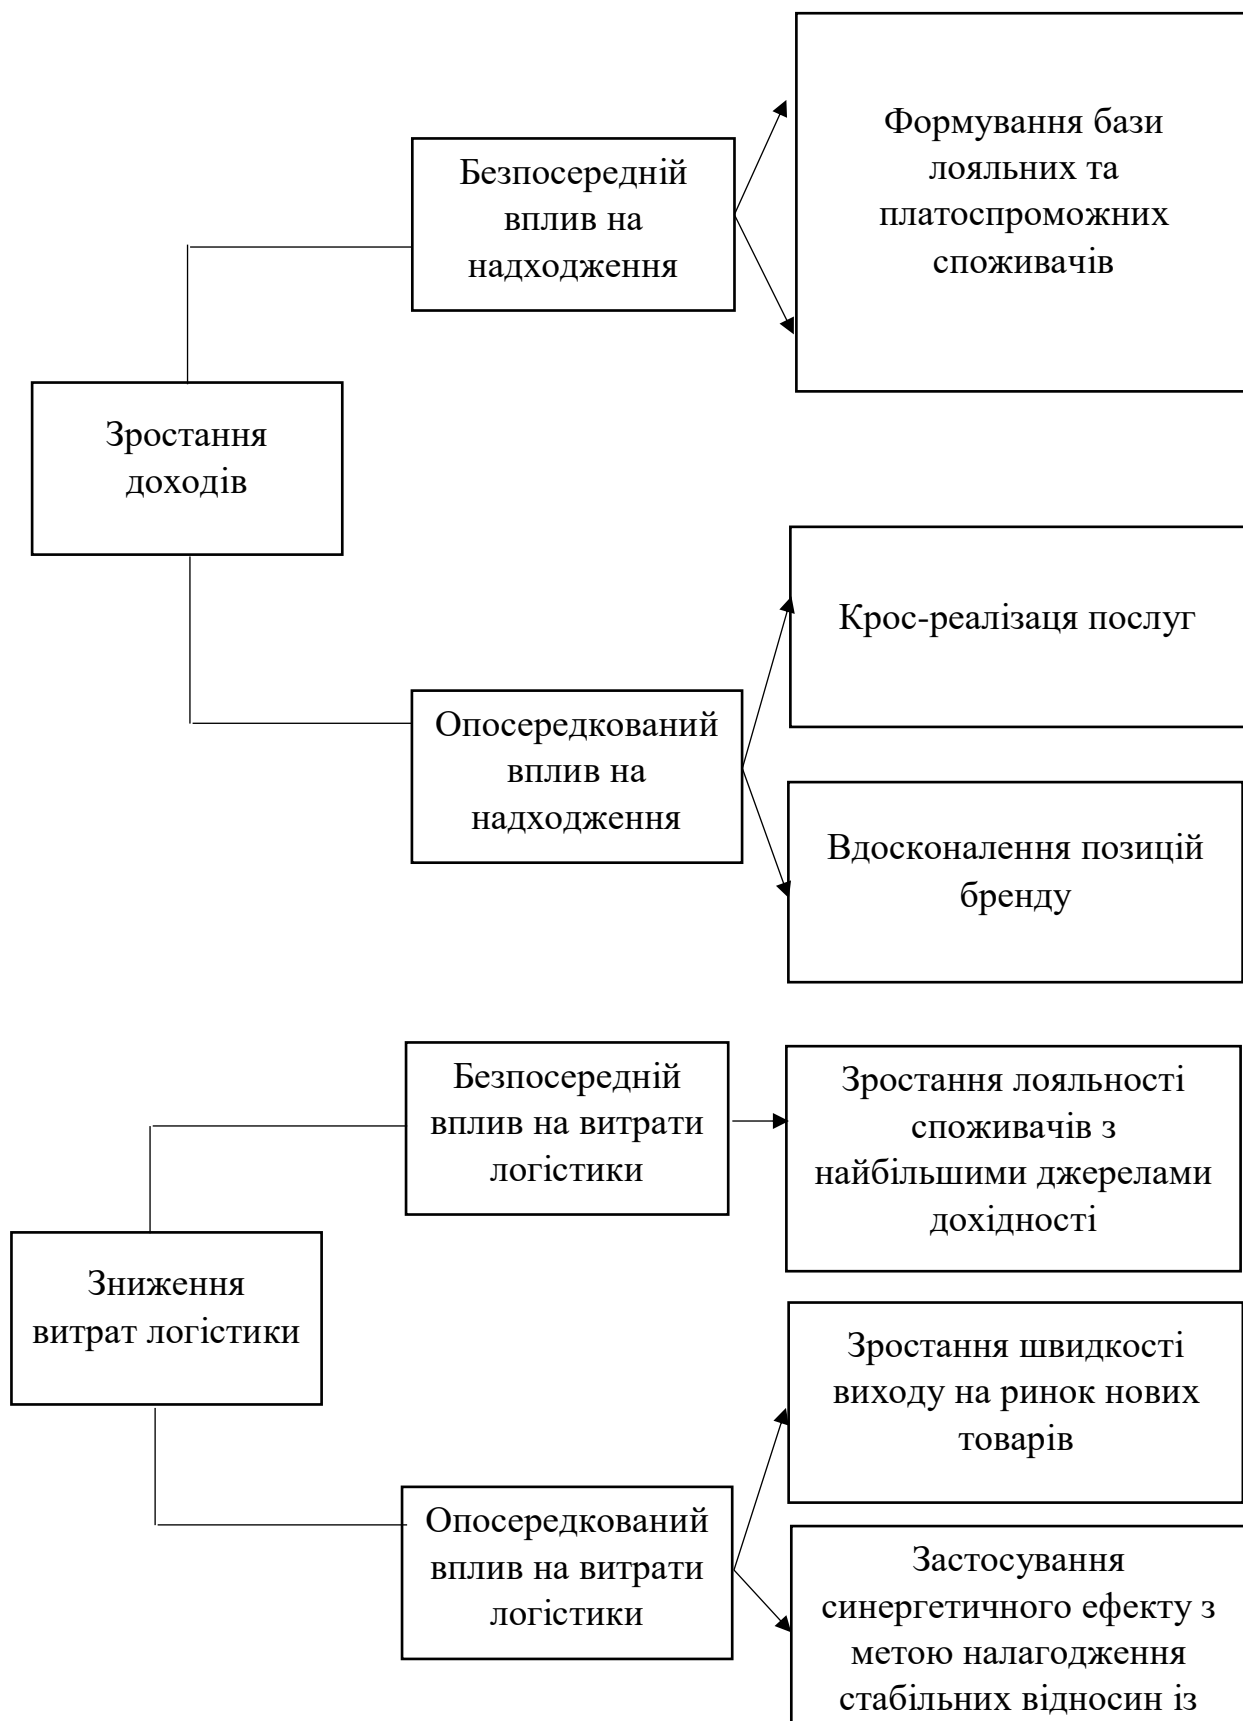 Безпосередній
вплив на
надходження
Формування бази
лояльних та
платоспроможних
споживачів
Зростання
доходів
Крос-реалізаця послуг
Опосередкований
вплив на
надходження
Вдосконалення позицій
бренду
Безпосередній
вплив на витрати
логістики
Зростання лояльності
споживачів з
найбільшими джерелами
дохідності
Зниження
витрат логістики
Зростання швидкості
виходу на ринок нових
товарів
Опосередкований
вплив на витрати
логістики
Застосування
синергетичного ефекту з
метою налагодження
стабільних відносин із